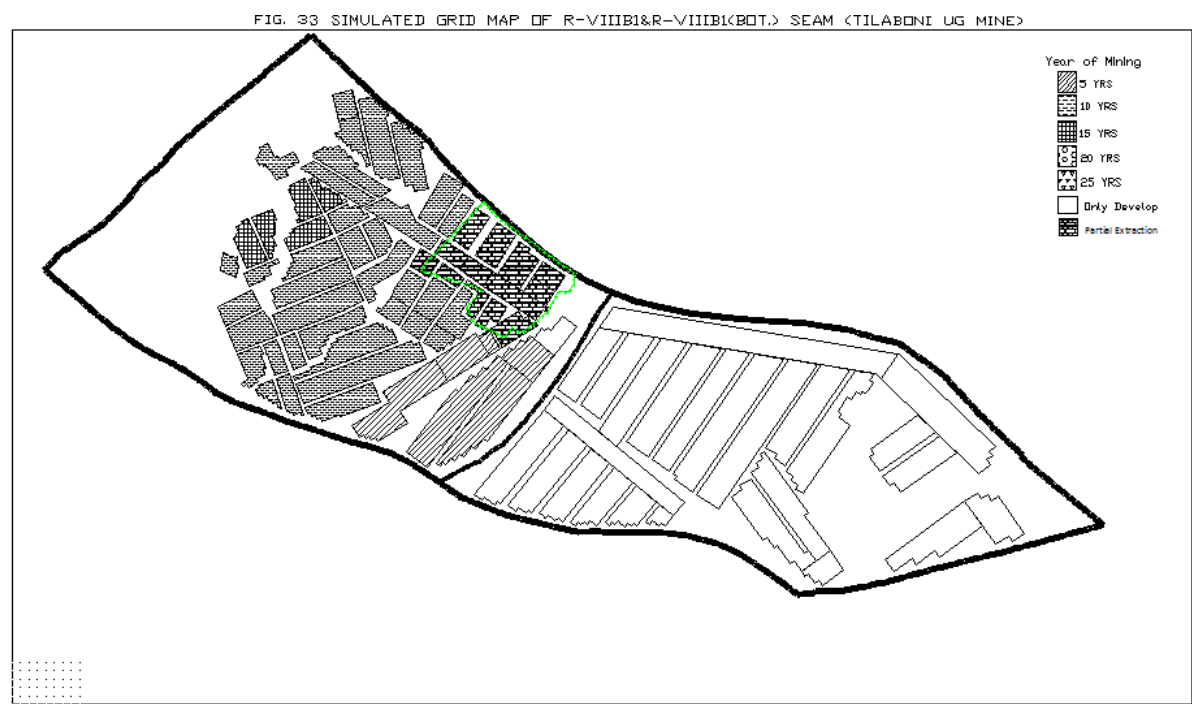 FIG. 33 SIMULATED GRID MAP OF R-VIIIB1&R-VIIIB1(BOT.) SEAM (TILABONI UG MINE)
Year of Mining
5 YRS
10 YRS
15 YRS
20 YRS
25 YRS
Only Develop
Partial Extraction